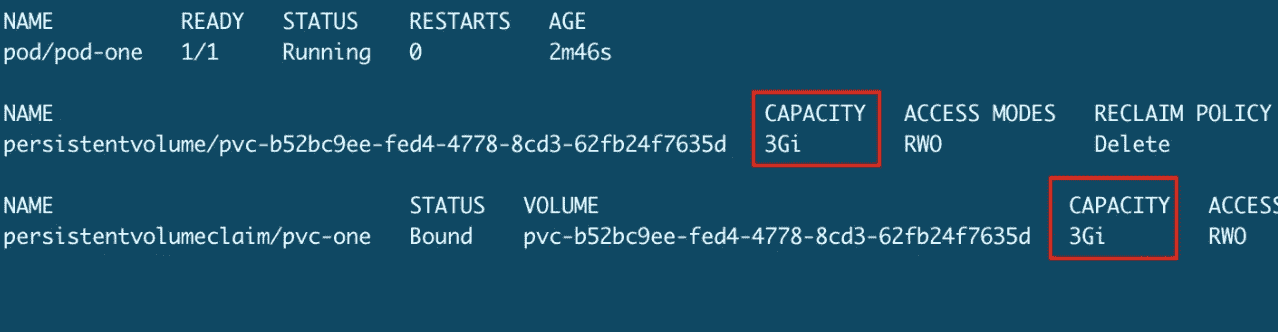 NAME READY STATUS RESTARTS AGE
pod/pod-one 1/1 Running 0 2m46s
NAME CAPACITY ACCESS MODES RECLAIM POLICY
persistentvolume/pvc-b52bc9ee-fed4-4778-8cd3-62fb24f7635d 3Gi RWO Delete
NAME STATUS VOLUME CAPACITY ACCESS
persistentvolumeclaim/pvc-one Bound pvc-b52bc9ee-fed4-4778-8cd3-62fb24f7635d 3Gi RWO